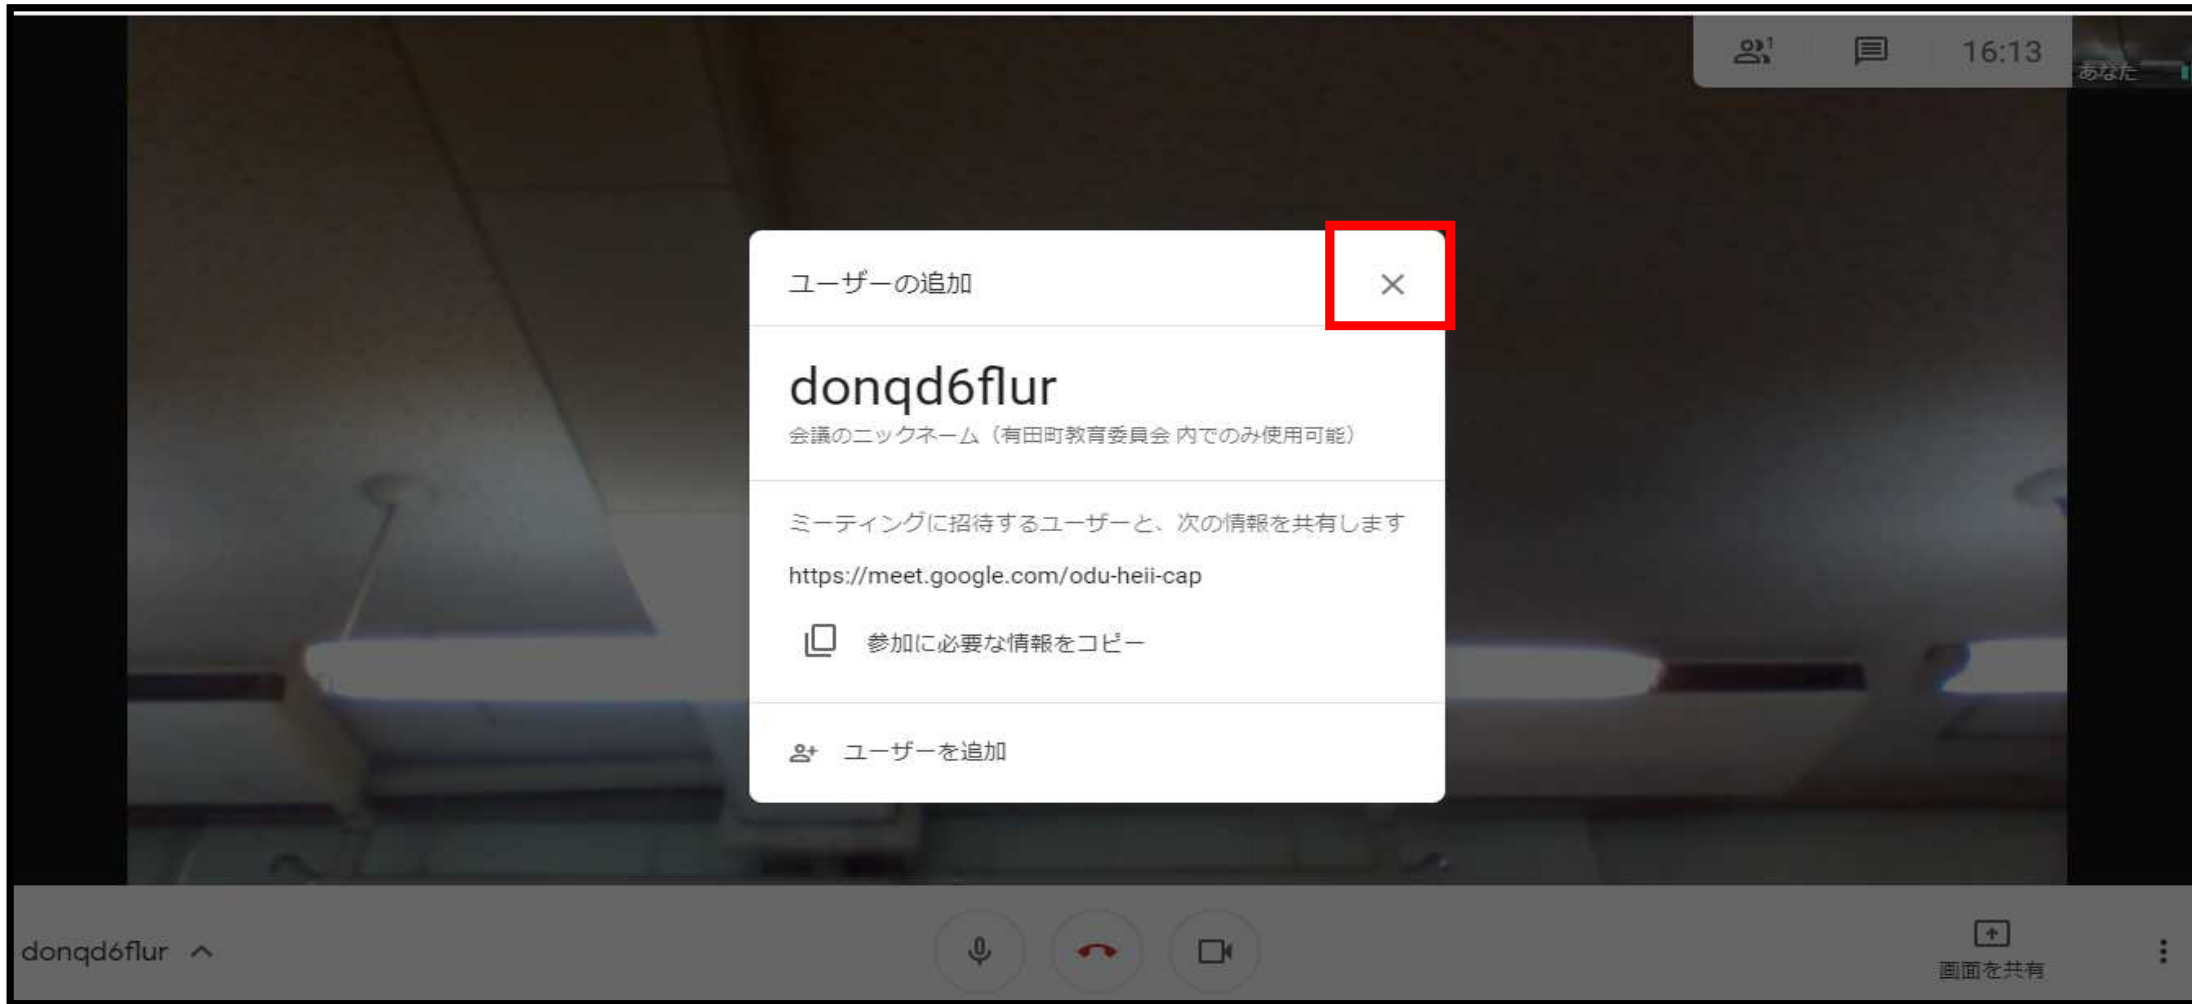 1
16:13
あなた
ユーザーの追加
donqd6flur
会議のニックネーム（有田町教育委員会 内でのみ使用可能）
ミーティングに招待するユーザーと、次の情報を共有します
https://meet.google.com/odu-heii-cap
参加に必要な情報をコピー
ユーザーを追加
donqd6flur
画面を共有